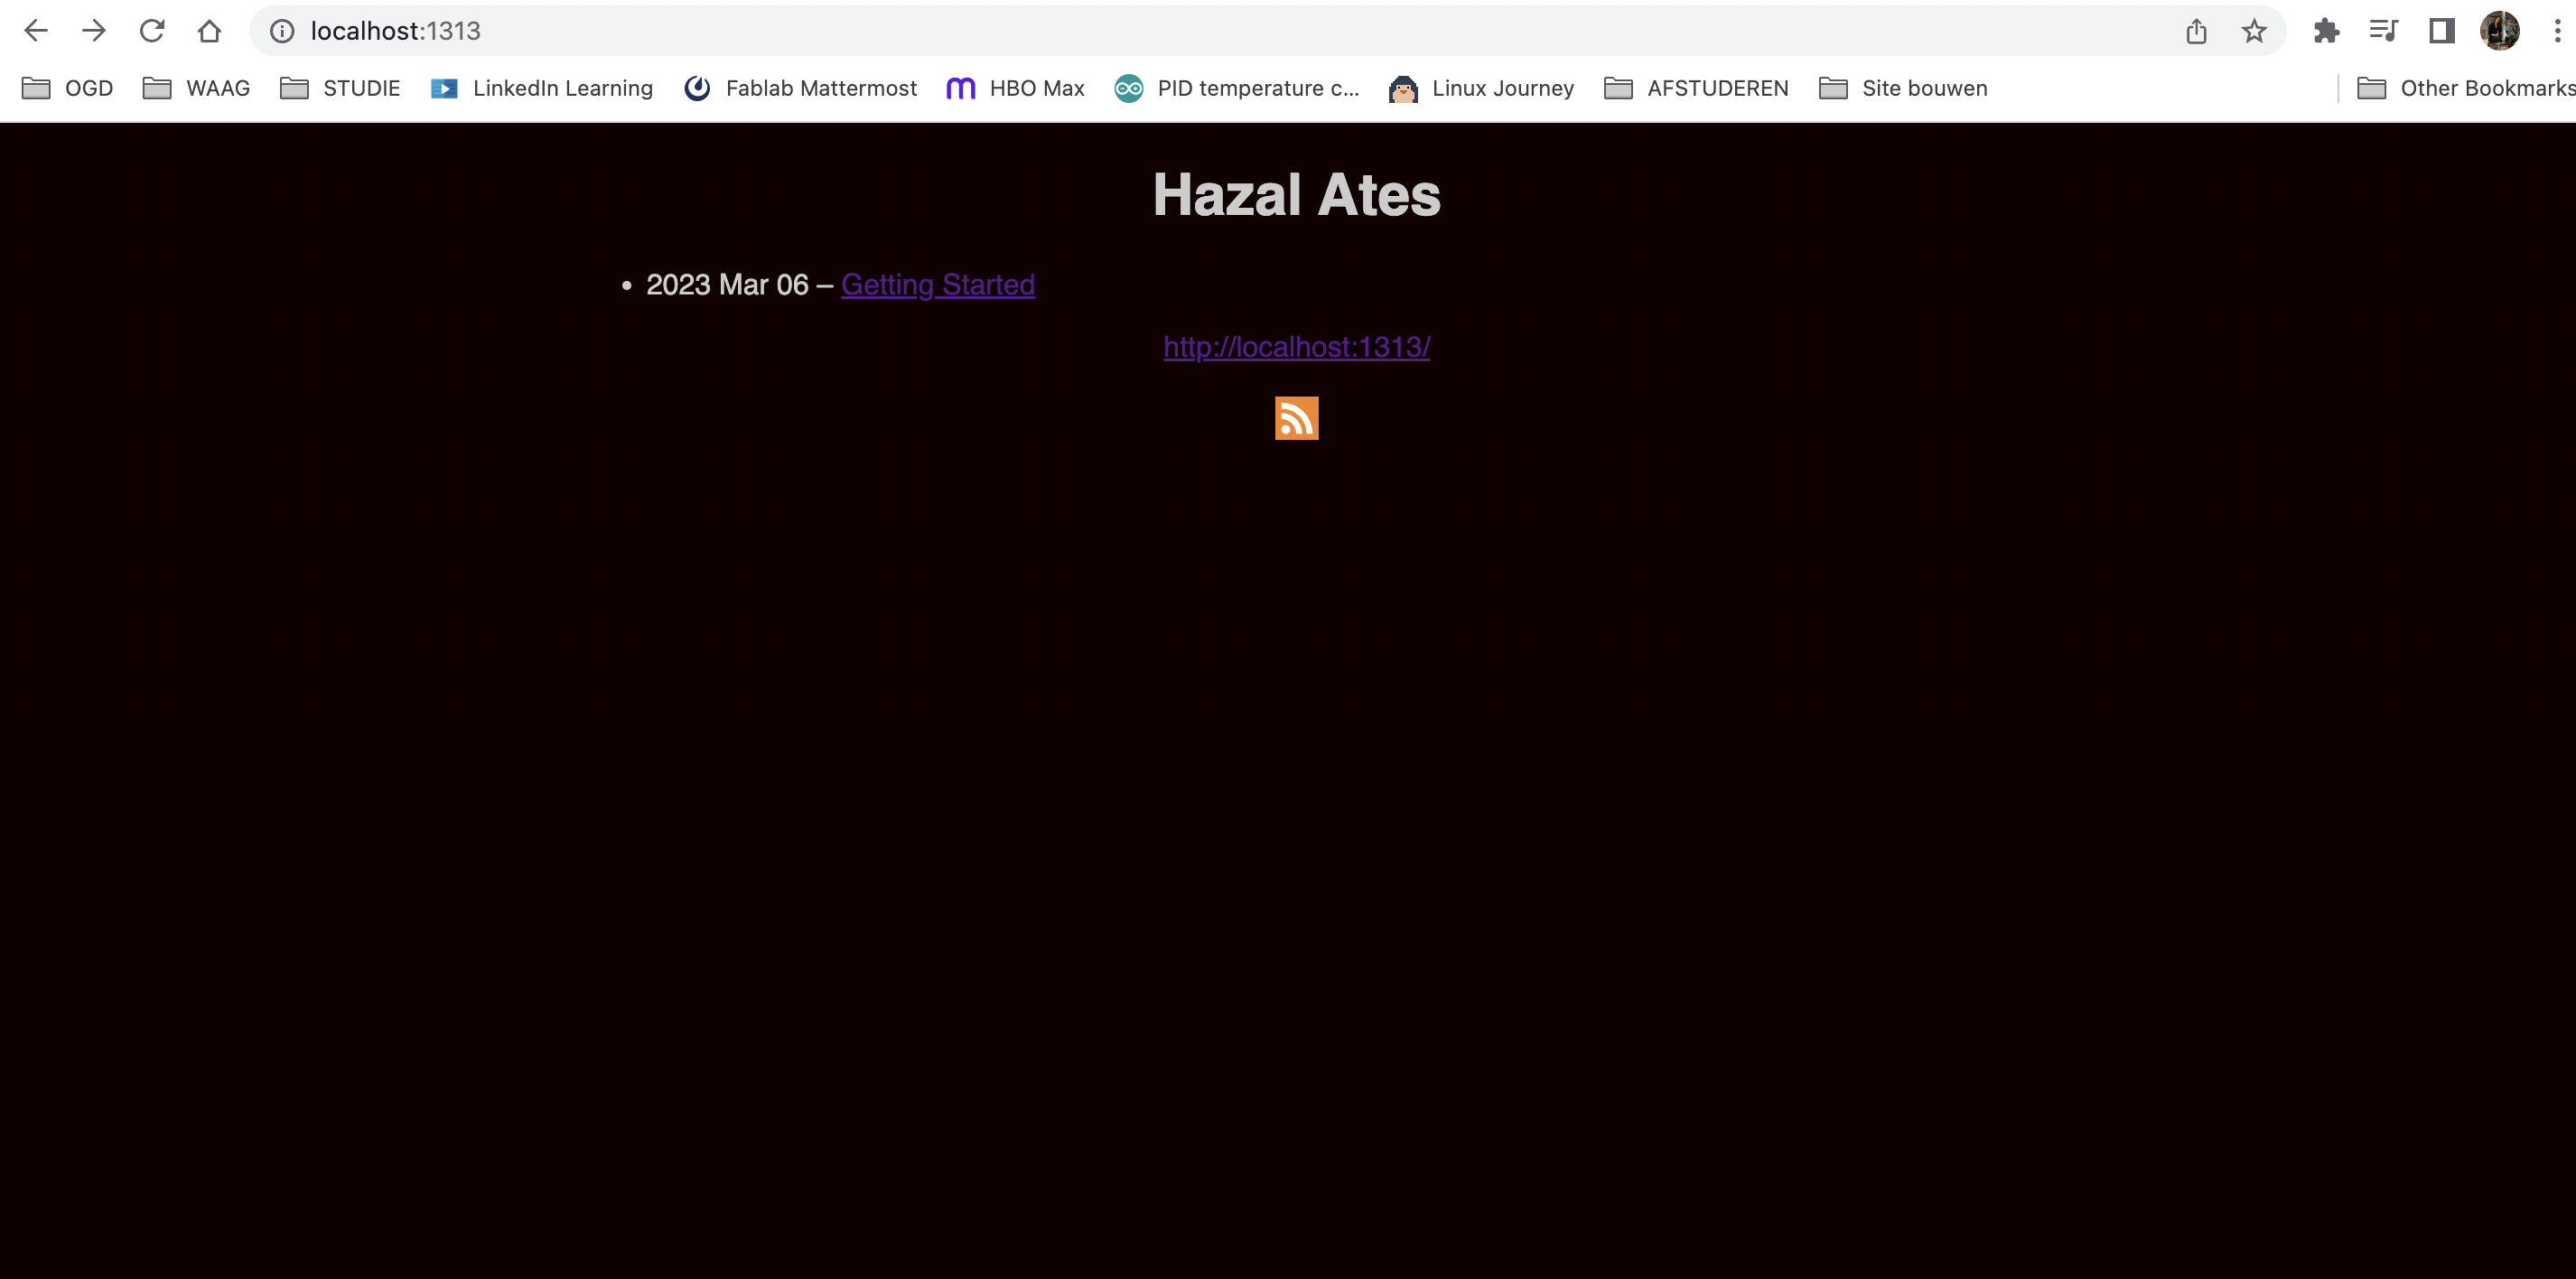 localhost:1313
OGD WAAG STUDIE LinkedIn Learning Fablab Mattermost HBO Max PID temperature c... Linux Journey AFSTUDEREN Site bouwen Other Bookmarks
Hazal Ates
• 2023 Mar 06 – Getting Started
http://localhost:1313/